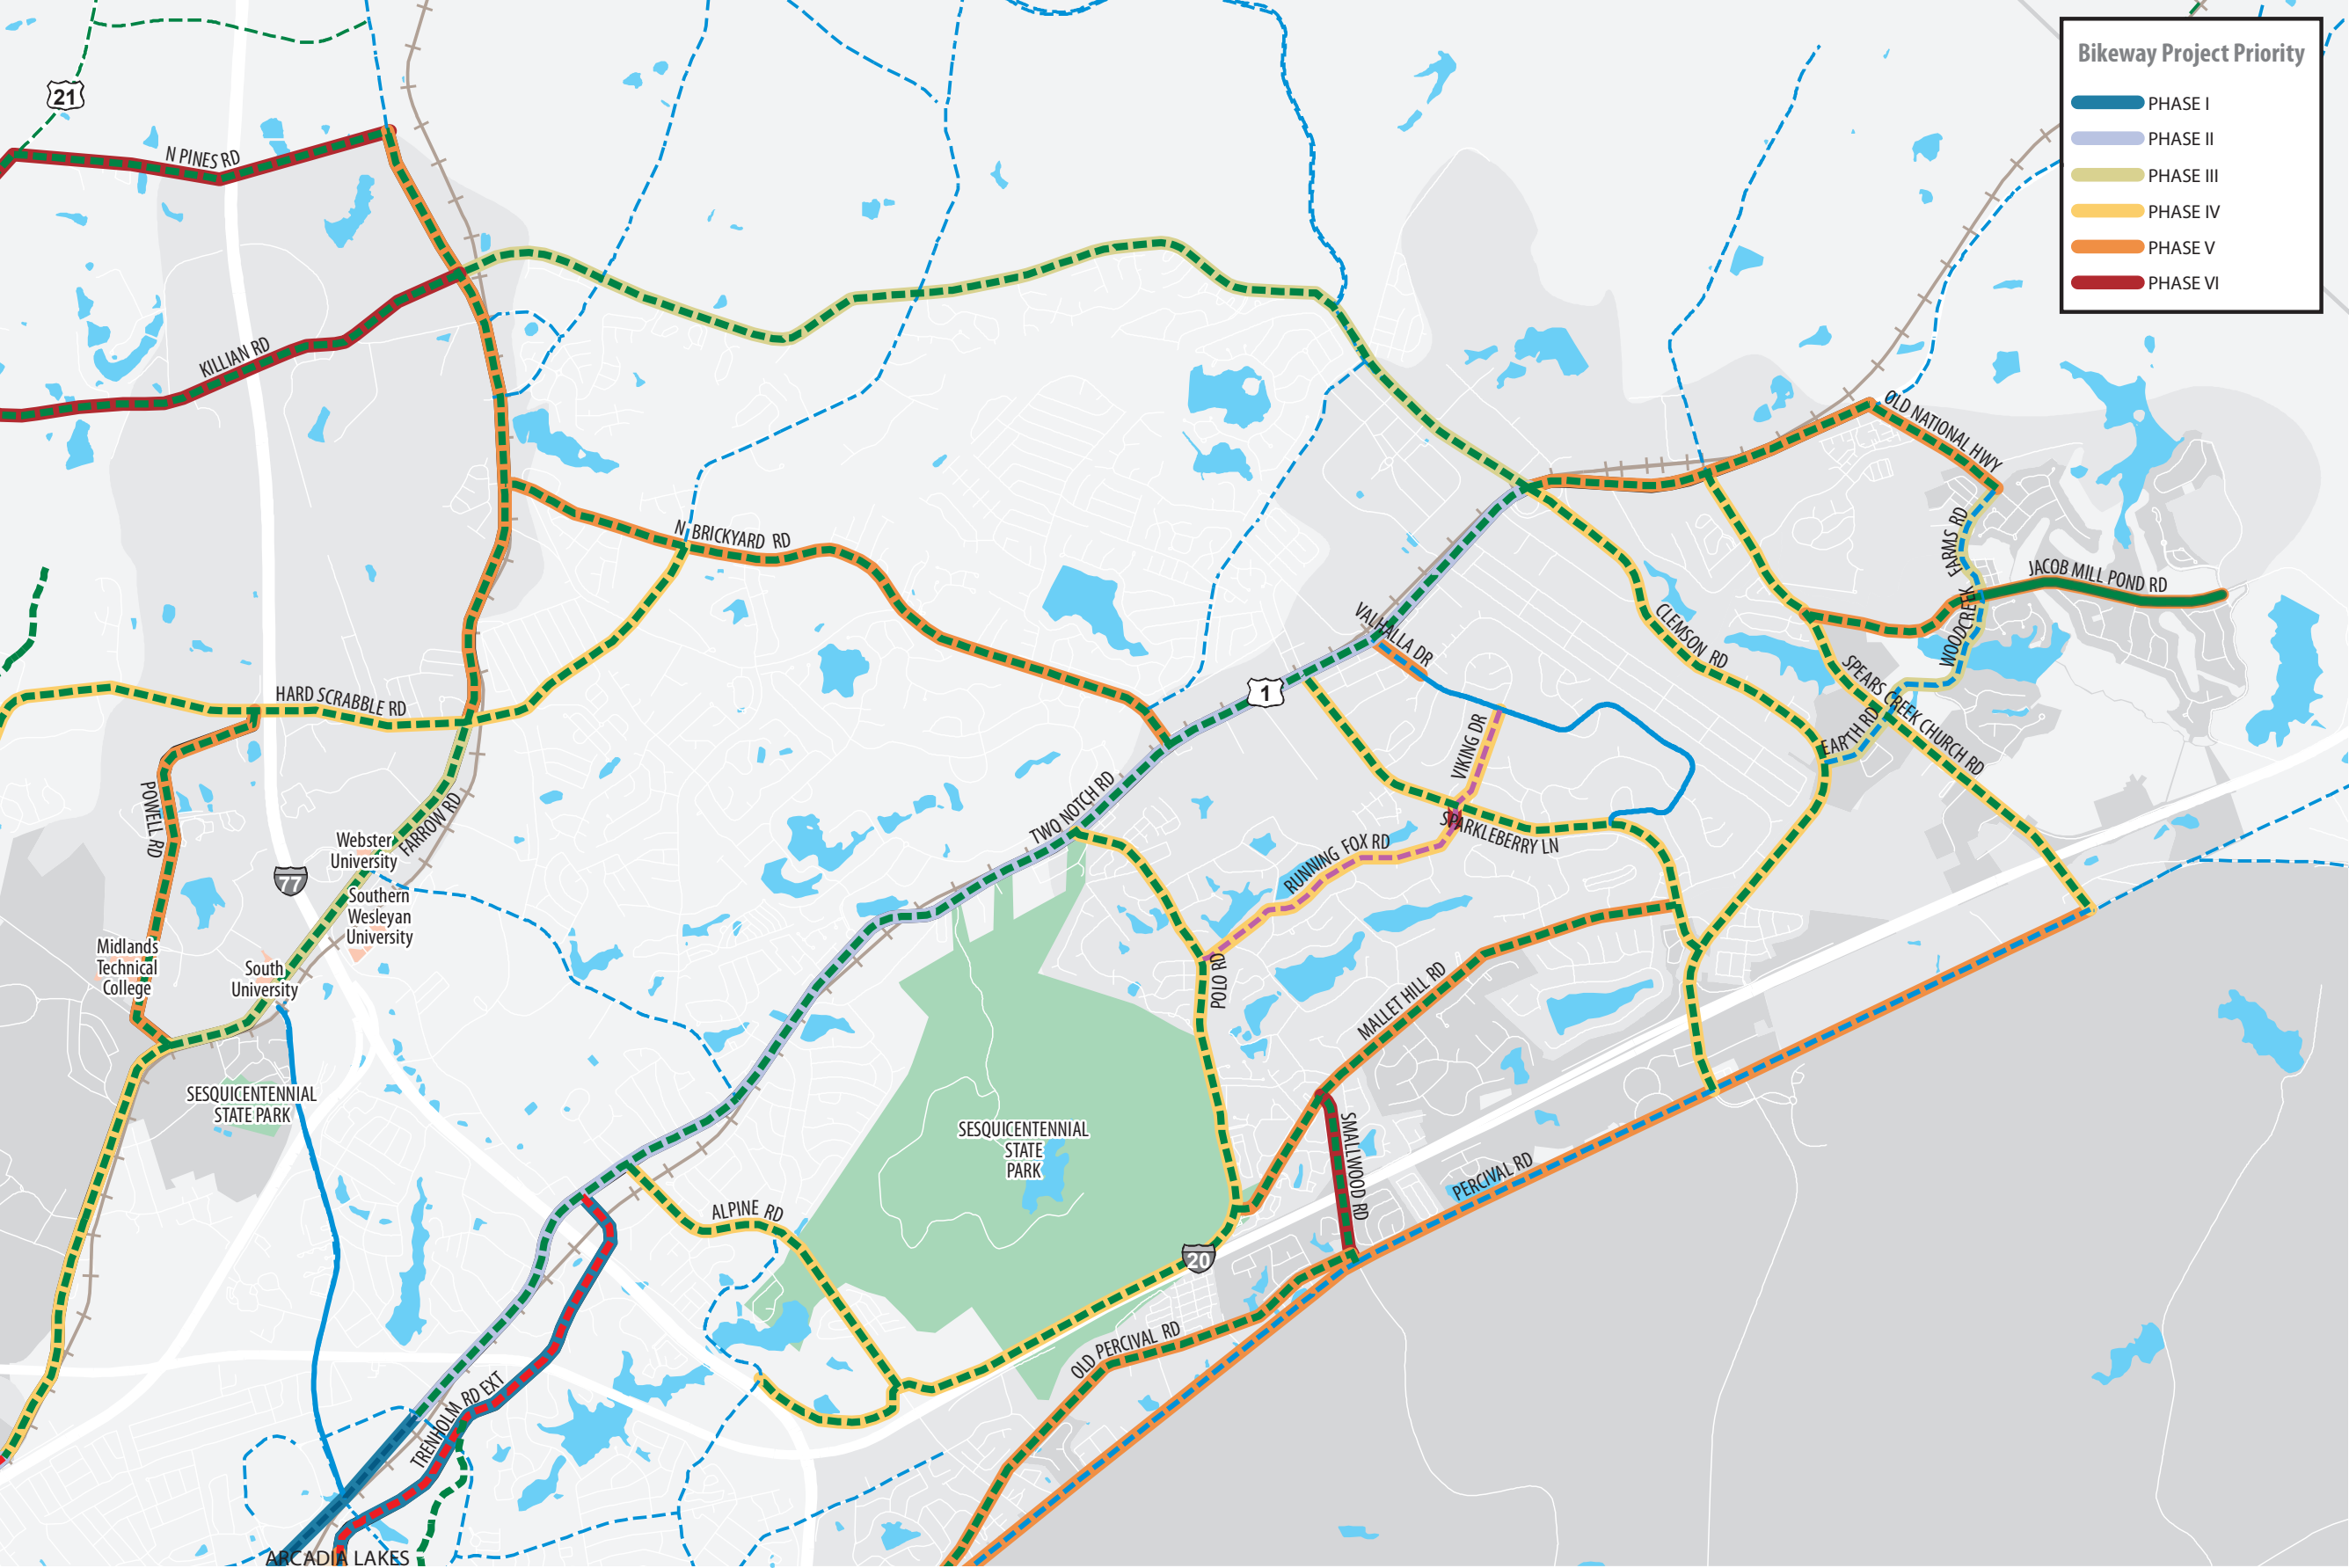 Bikeway Project Priority
PHASE I
PHASE II
PHASE III
PHASE IV
PHASE V
PHASE VI
21
N PINES RD
KILLIAN RD
OLD NATIONAL HWY
N BRICKYARD RD
FARMS RD
JACOB MILL POND RD
WOODCREEK
VALHALLA DR
CLEMSON RD
SPEARS CREEK CHURCH RD
EARTH RD
1
HARD SCRABBLE RD
VIKING DR
POWELL RD
FARROW RD
TWO NOTCH RD
SPARKLEBERRY LN
RUNNING FOX RD
Webster
University
77
Southern
Wesleyan
University
Midlands
Technical
College
South
University
POLO RD
MALLET HILL RD
SESQUICENTENNIAL
STATE PARK
SESQUICENTENNIAL
STATE
PARK
SMALLWOOD RD
PERCIVAL RD
ALPINE RD
20
OLD PERCIVAL RD
TRENHOLM RD EXT
ARCADIA LAKES